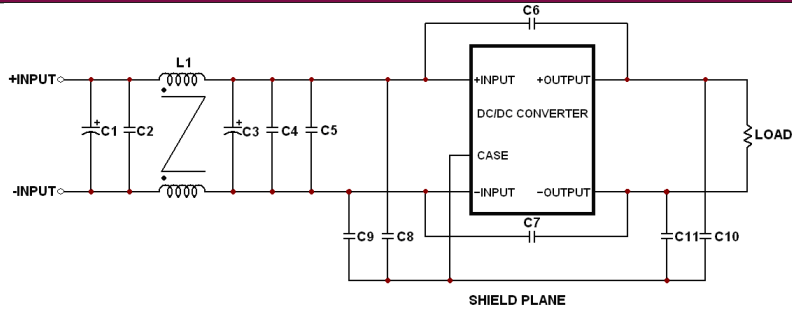 C6
L1
+INPUT
+INPUT
+OUTPUT
DC/DC CONVERTER
+
C1
C2
+
C3
C4
C5
LOAD
CASE
-INPUT
−INPUT
−OUTPUT
C7
C9
C8
C11
C10
SHIELD PLANE